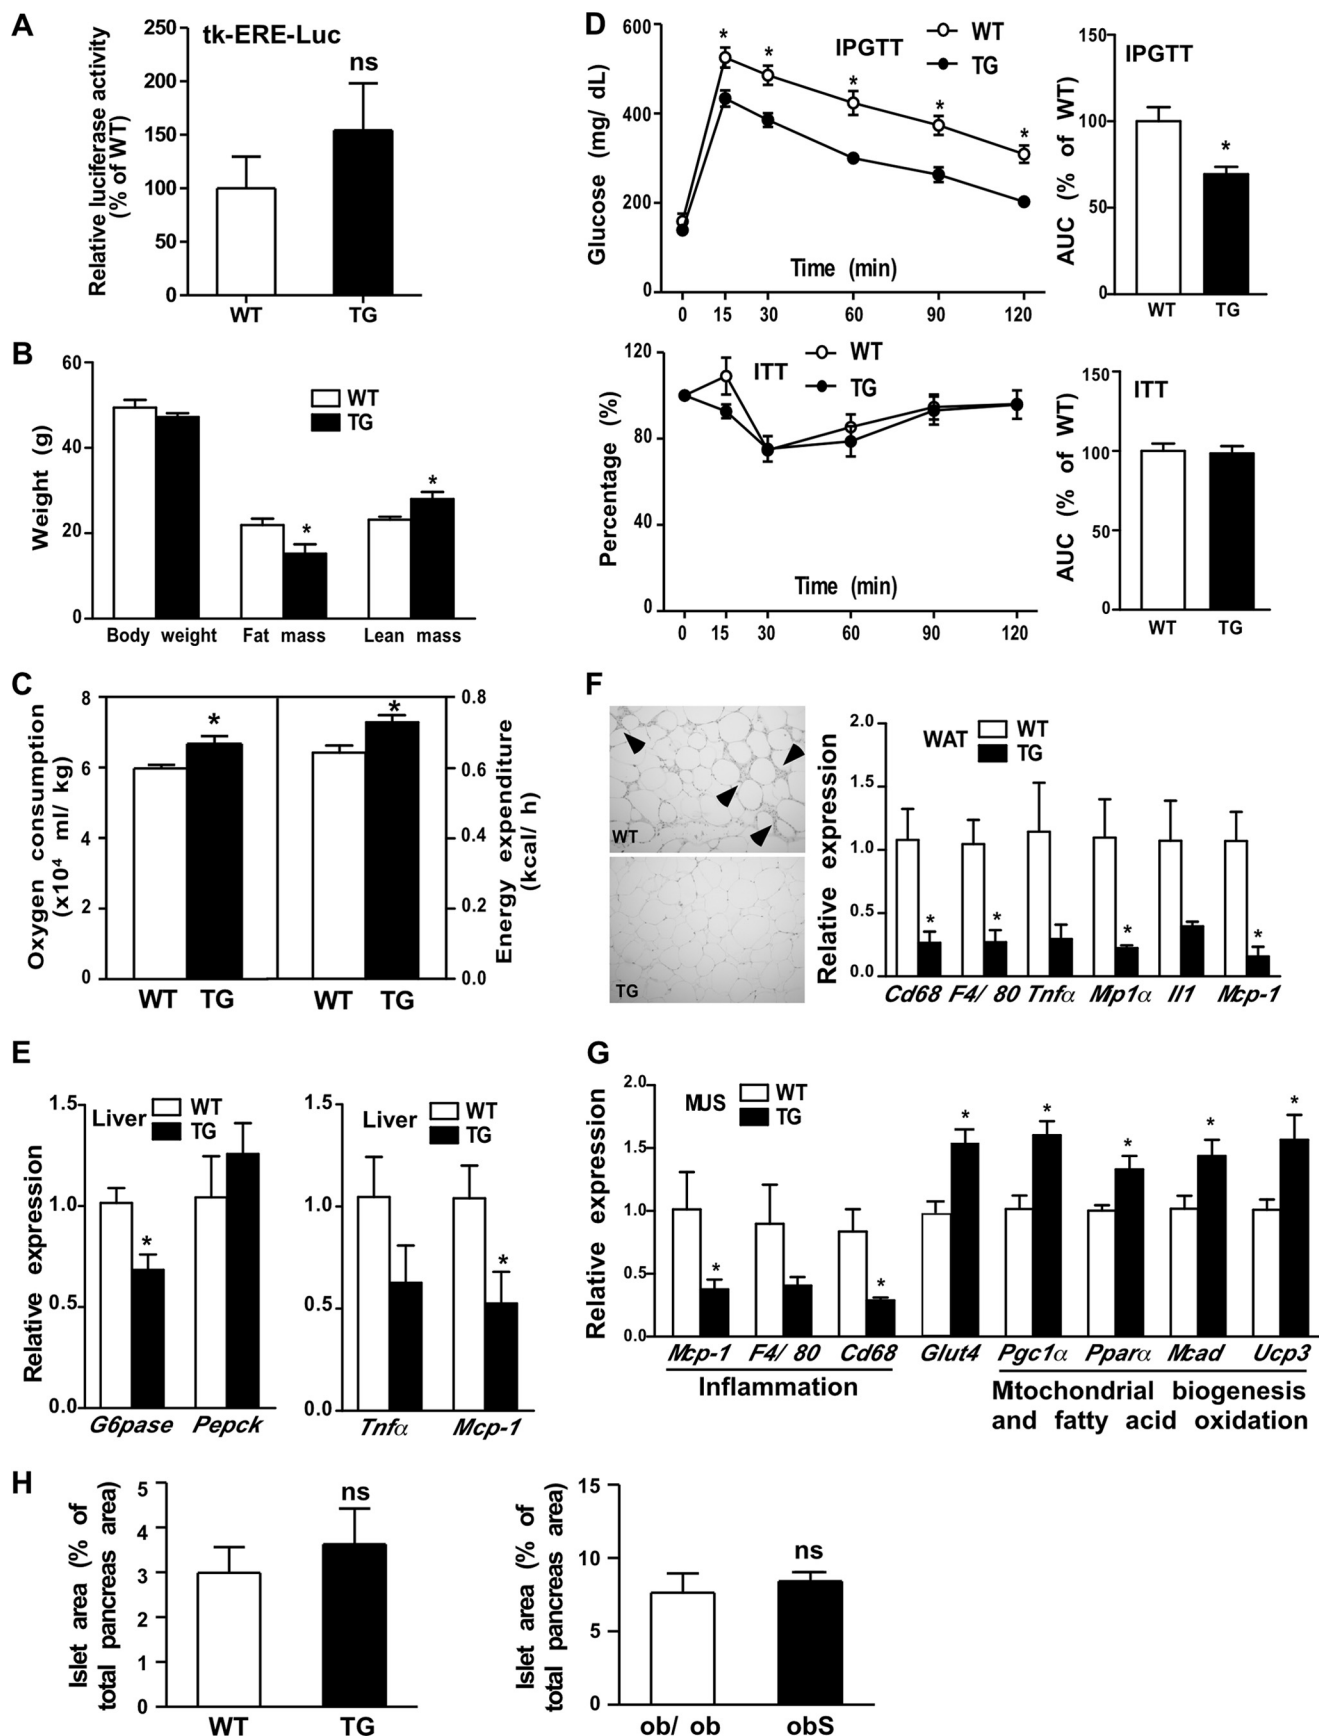 A
tk-ERE-Luc
Relative luciferase activity
(% of WT)
250
200
150
100
50
0
ns
WT TG
B
Weight (g)
60
40
20
0
WT
TG
*
*
Body weight Fat mass Lean mass
C
Oxygen consumption
(x10⁴ ml/ kg)
8
6
4
2
0
*
*
0.8
0.6
0.4
0.2
0.0
Energy expenditure
(kcal/ h)
WT TG WT TG
D
Glucose (mg/ dL)
600
400
200
0
IPGTT
WT
TG
* * * * *
Time (min)
0 15 30 60 90 120
AUC (% of WT)
150
100
50
0
IPGTT
*
WT TG
Percentage (%)
120
80
40
0
ITT
WT
TG
Time (min)
0 15 30 60 90 120
AUC (% of WT)
150
100
50
0
ITT
WT TG
E
Relative expression
1.5
1.0
0.5
0.0
Liver
WT
TG
*
G6pase Pepck
1.5
1.0
0.5
0.0
Liver
WT
TG
*
Tnfα Mcp-1
F
WT
TG
Relative expression
2.0
1.5
1.0
0.5
0.0
WAT
WT
TG
* * * *
Cd68 F4/ 80 Tnfα Mip1α Il1 Mcp-1
G
Relative expression
2.0
1.5
1.0
0.5
0.0
MUS
WT
TG
* * * * * * *
Mcp-1 F4/ 80 Cd68 Glut4 Pgc1α Pparα Mcad Ucp3
Inflammation
Mitochondrial biogenesis
and fatty acid oxidation
H
Islet area (% of
total pancreas area)
5
4
3
2
1
0
ns
WT TG
Islet area (% of
total pancreas area)
15
10
5
0
ns
ob/ ob obS